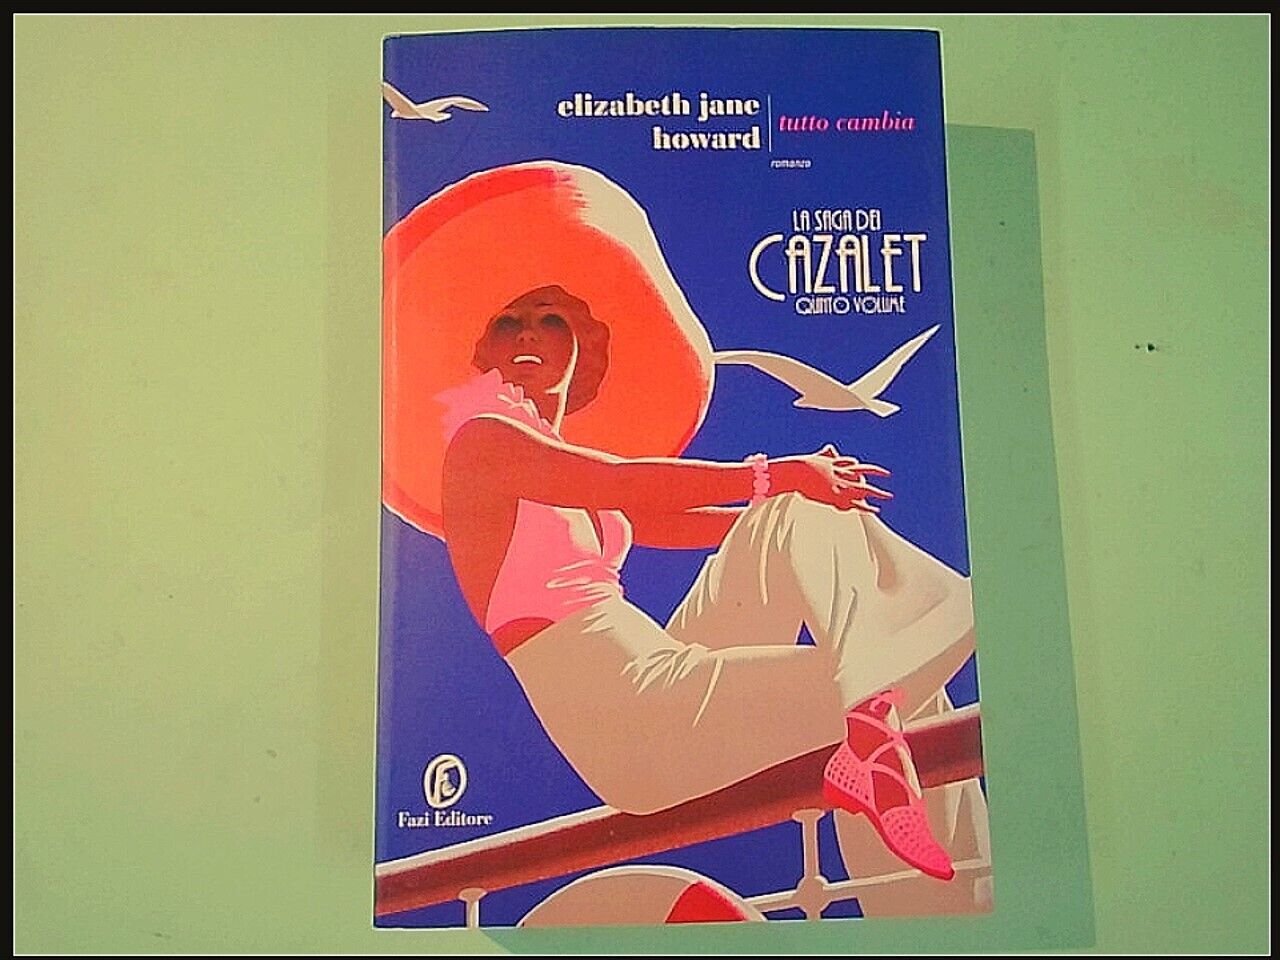 elizabeth jane
howard
tutto cambia
romanzo
LA SAGA DEI
CAZALET
QUINTO VOLUME
Fazi Editore